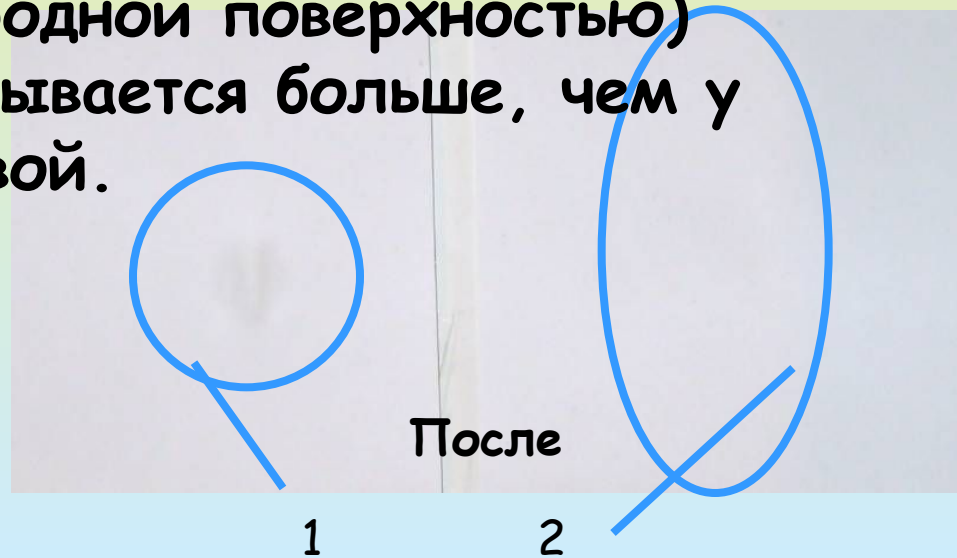 одной поверхностью)
ывается больше, чем у
вой.
После
1 2